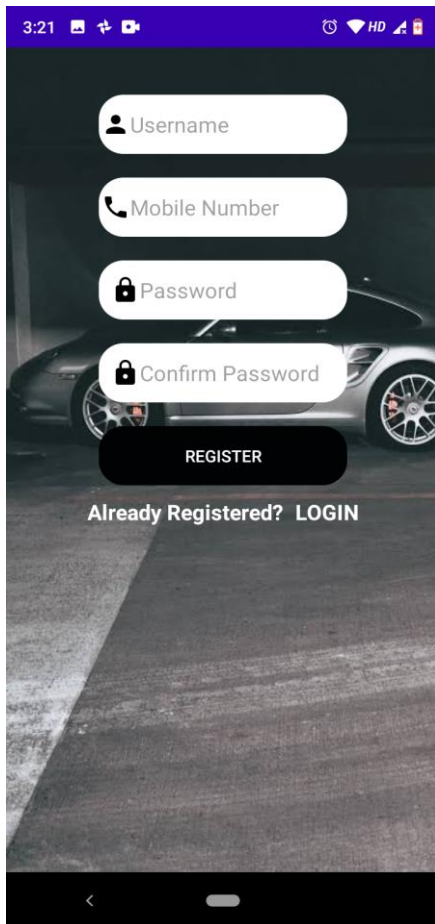 3:21 HD
Username
Mobile Number
Password
Confirm Password
REGISTER
Already Registered? LOGIN